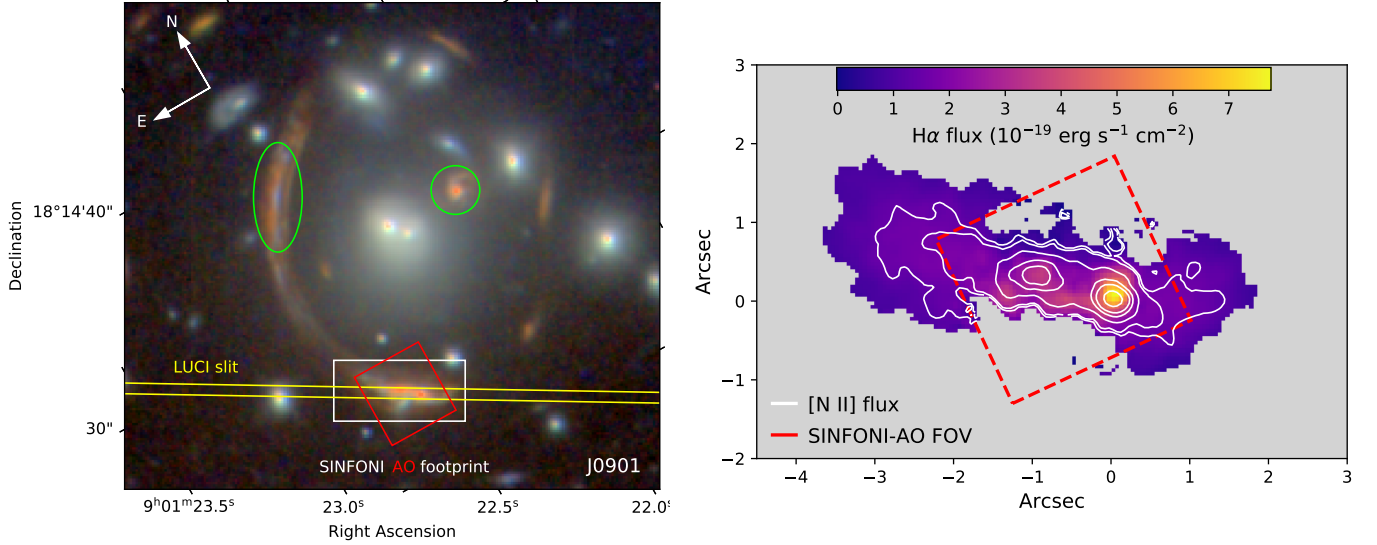 N
E
LUCI slit
SINFONI AO footprint
J0901
Declination
18°14'40"
30"
9ʰ01ᵐ23.5ˢ
23.0ˢ
22.5ˢ
22.0ˢ
Right Ascension
3
2
1
0
−1
−2
Arcsec
0 1 2 3 4 5 6 7
Hα flux (10⁻¹⁹ erg s⁻¹ cm⁻²)
[N II] flux
SINFONI-AO FOV
−4 −3 −2 −1 0 1 2 3
Arcsec